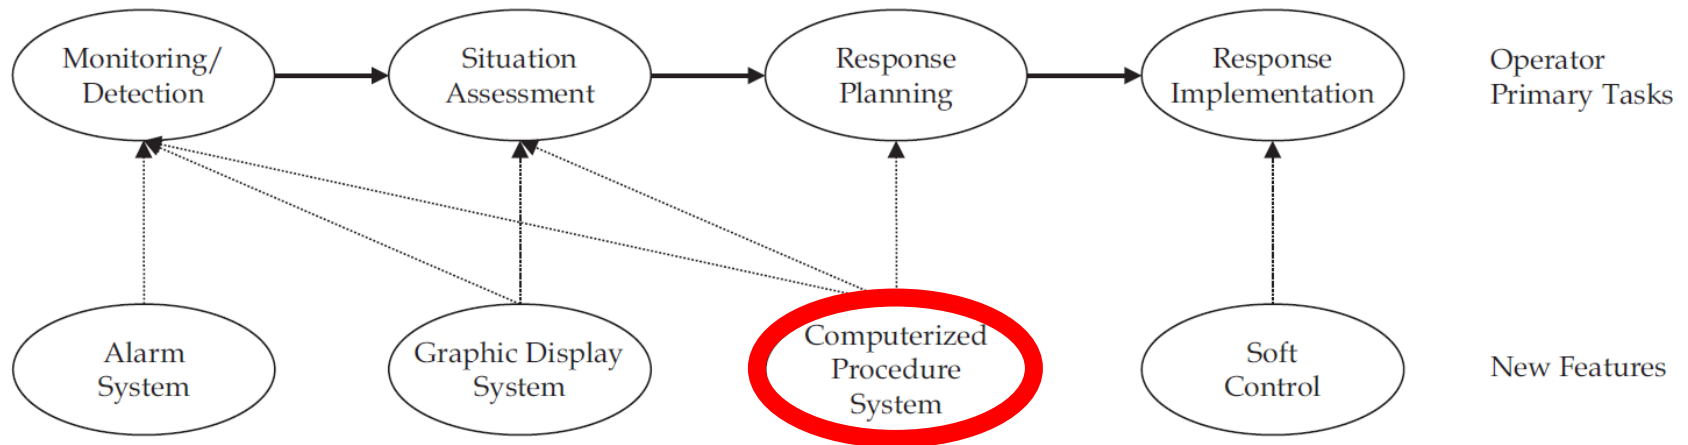 Monitoring/
Detection
Situation
Assessment
Response
Planning
Response
Implementation
Operator
Primary Tasks
Alarm
System
Graphic Display
System
Computerized
Procedure
System
Soft
Control
New Features